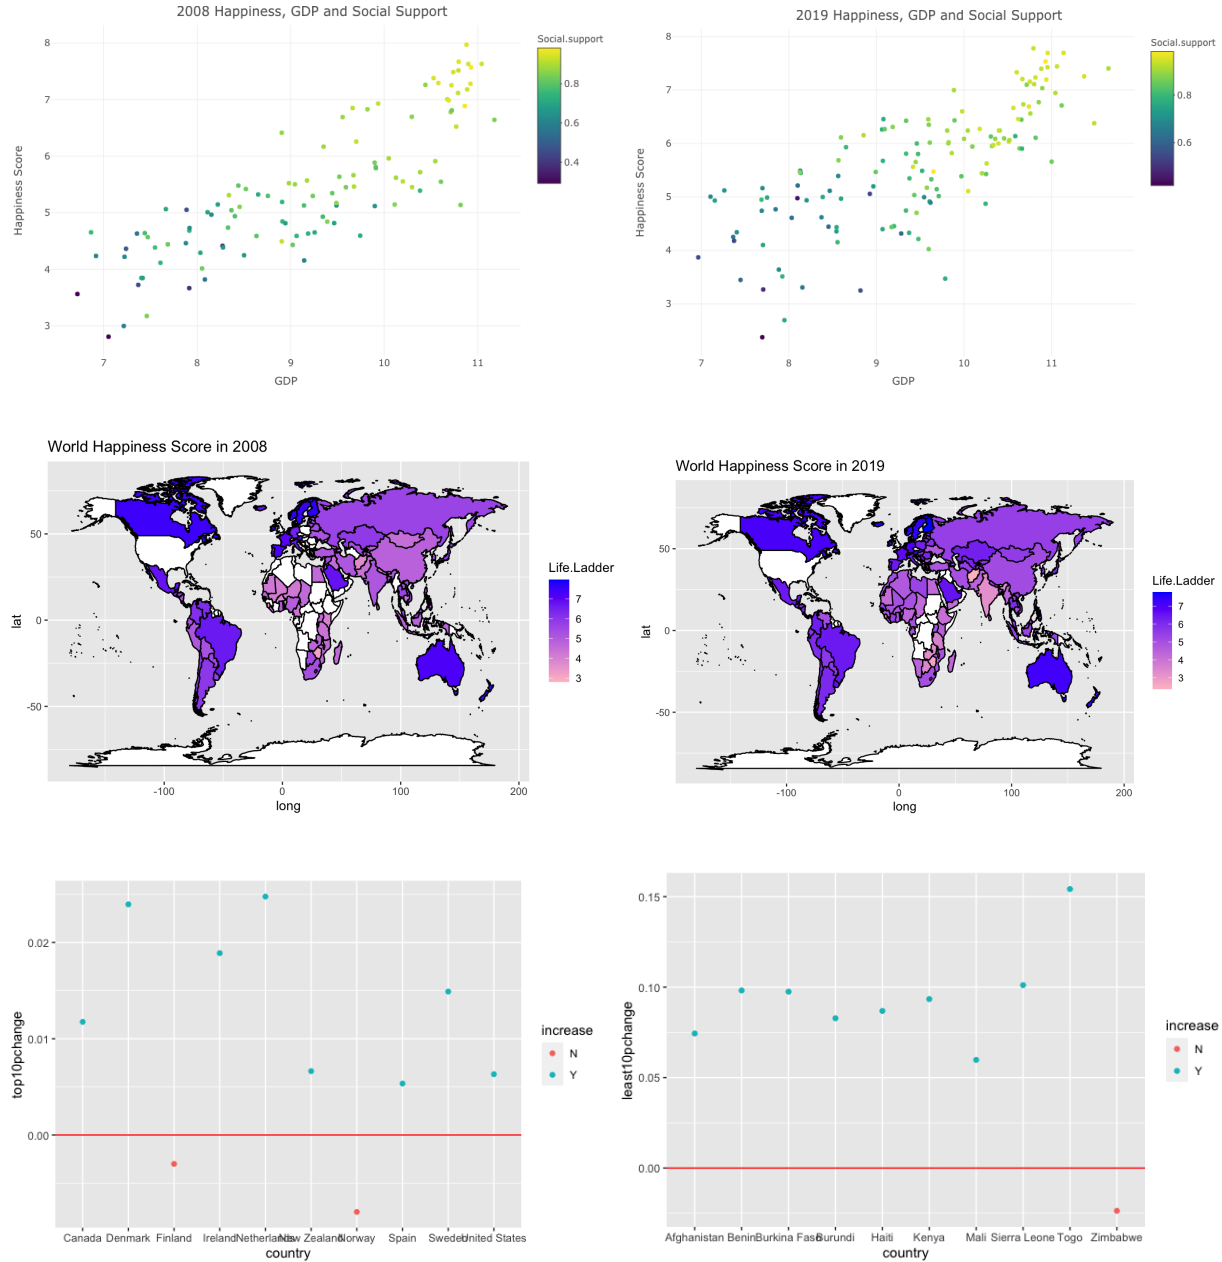 2008 Happiness, GDP and Social Support
Social.support
0.8
0.6
0.4
8
7
6
5
4
3
Happiness Score
7 8 9 10 11
GDP
2019 Happiness, GDP and Social Support
Social.support
0.8
0.6
8
7
6
5
4
3
Happiness Score
7 8 9 10 11
GDP
World Happiness Score in 2008
50
0
-50
lat
-100 0 100 200
long
Life.Ladder
7
6
5
4
3
World Happiness Score in 2019
50
0
-50
lat
-100 0 100 200
long
Life.Ladder
7
6
5
4
3
0.02
0.01
0.00
top10pchange
Canada Denmark Finland Ireland Netherlands New Zealand Norway Spain Sweden United States
country
increase
N
Y
0.15
0.10
0.05
0.00
least10pchange
Afghanistan Benin Burkina Faso Burundi Haiti Kenya Mali Sierra Leone Togo Zimbabwe
country
increase
N
Y